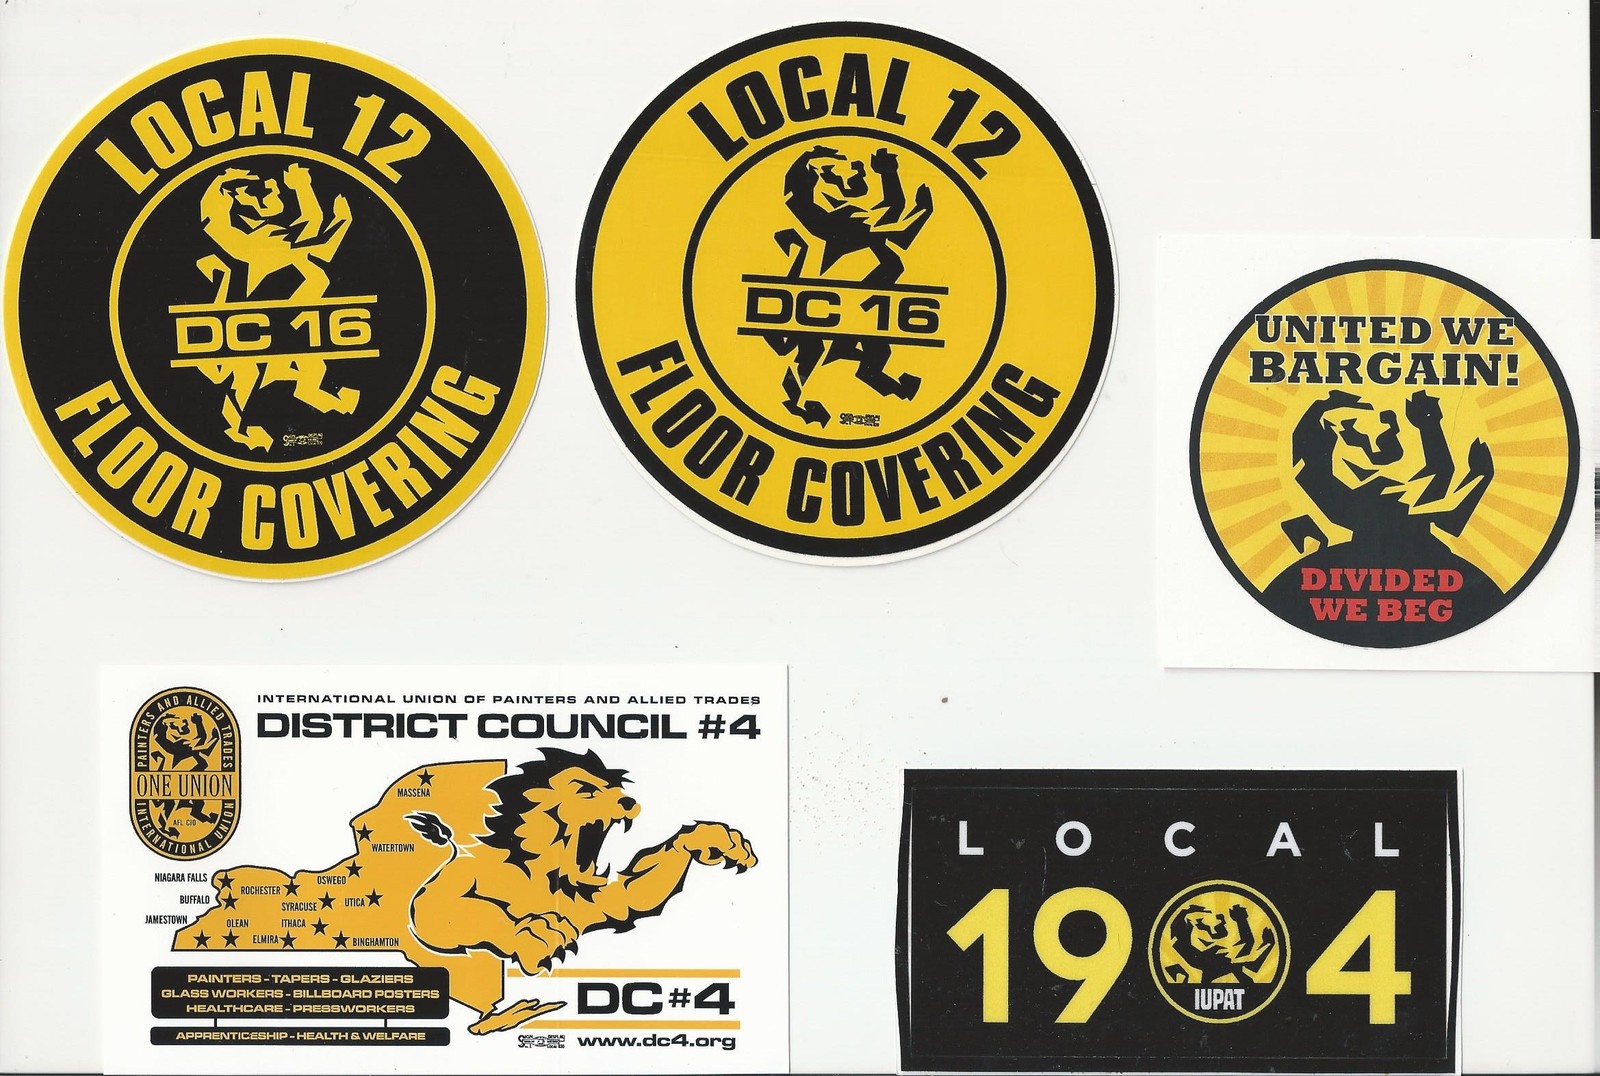 LOCAL 12
DC 16
FLOOR COVERING
LOCAL 12
DC 16
FLOOR COVERING
UNITED WE
BARGAIN!
DIVIDED
WE BEG
PAINTERS AND ALLIED TRADES
ONE UNION
AFL CIO
INTERNATIONAL UNION
INTERNATIONAL UNION OF PAINTERS AND ALLIED TRADES
DISTRICT COUNCIL #4
MASSENA
WATERTOWN
NIAGARA FALLS
ROCHESTER
OSWEGO
BUFFALO
SYRACUSE
UTICA
JAMESTOWN
OLEAN
ITHACA
ELMIRA
BINGHAMTON
PAINTERS - TAPERS - GLAZIERS
GLASS WORKERS - BILLBOARD POSTERS
HEALTHCARE - PRESSWORKERS
APPRENTICESHIP - HEALTH & WELFARE
DC#4
www.dc4.org
LOCAL
1904
IUPAT